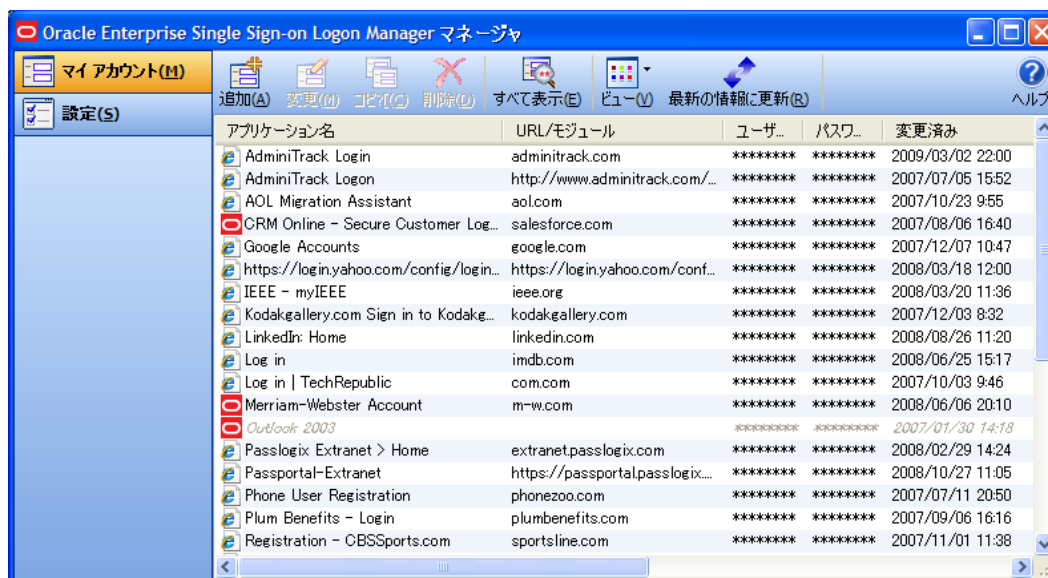 Oracle Enterprise Single Sign-on Logon Manager マネージャ
マイ アカウント(M)
設定(S)
追加(A) 変更(M) コピー(C) 削除(D) すべて表示(E) ビュー(V) 最新の情報に更新(R) ヘルプ
アプリケーション名 URL/モジュール ユーザ... パスワ... 変更済み
AdminiTrack Login adminitrack.com ******** ******** 2009/03/02 22:00
AdminiTrack Logon http://www.adminitrack.com/... ******** ******** 2007/07/05 15:52
AOL Migration Assistant aol.com ******** ******** 2007/10/23 9:55
CRM Online - Secure Customer Log... salesforce.com ******** ******** 2007/08/06 16:40
Google Accounts google.com ******** ******** 2007/12/07 10:47
https://login.yahoo.com/config/login... https://login.yahoo.com/conf... ******** ******** 2008/03/18 12:00
IEEE - myIEEE ieee.org ******** ******** 2008/03/20 11:36
Kodakgallery.com Sign in to Kodakg... kodakgallery.com ******** ******** 2007/12/03 8:32
LinkedIn: Home linkedin.com ******** ******** 2008/08/26 11:20
Log in imdb.com ******** ******** 2008/06/25 15:17
Log in | TechRepublic com.com ******** ******** 2007/10/03 9:46
Merriam-Webster Account m-w.com ******** ******** 2008/06/06 20:10
Outlook 2003 ******** ******** 2007/01/30 14:18
Passlogix Extranet > Home extranet.passlogix.com ******** ******** 2008/02/29 14:24
Passportal-Extranet https://passportal.passlogix.... ******** ******** 2008/10/27 11:05
Phone User Registration phonezoo.com ******** ******** 2007/07/11 20:50
Plum Benefits - Login plumbenefits.com ******** ******** 2007/09/06 16:16
Registration - CBSSports.com sportsline.com ******** ******** 2007/11/01 11:38